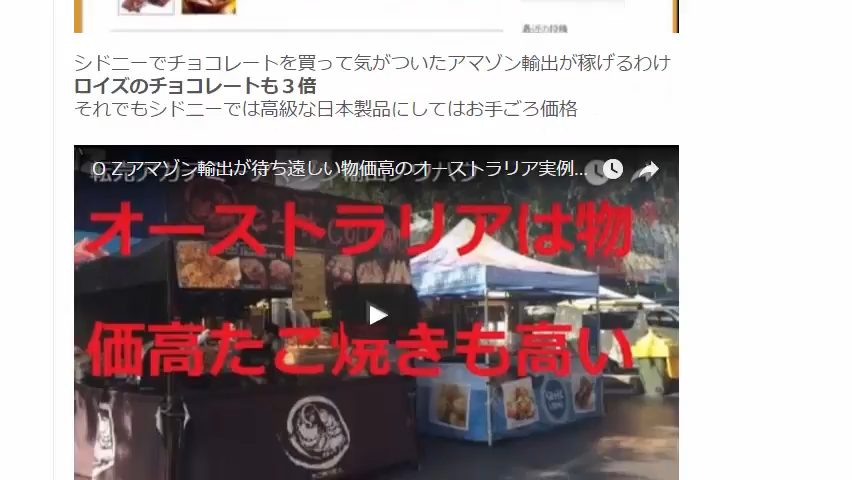 最近の投稿
シドニーでチョコレートを買って気がついたアマゾン輸出が稼げるわけ
ロイズのチョコレートも３倍
それでもシドニーでは高級な日本製品にしてはお手ごろ価格
ＯＺアマゾン輸出が待ち遠しい物価高のオーストラリア実例...
オーストラリアは物
価高たこ焼きも高い